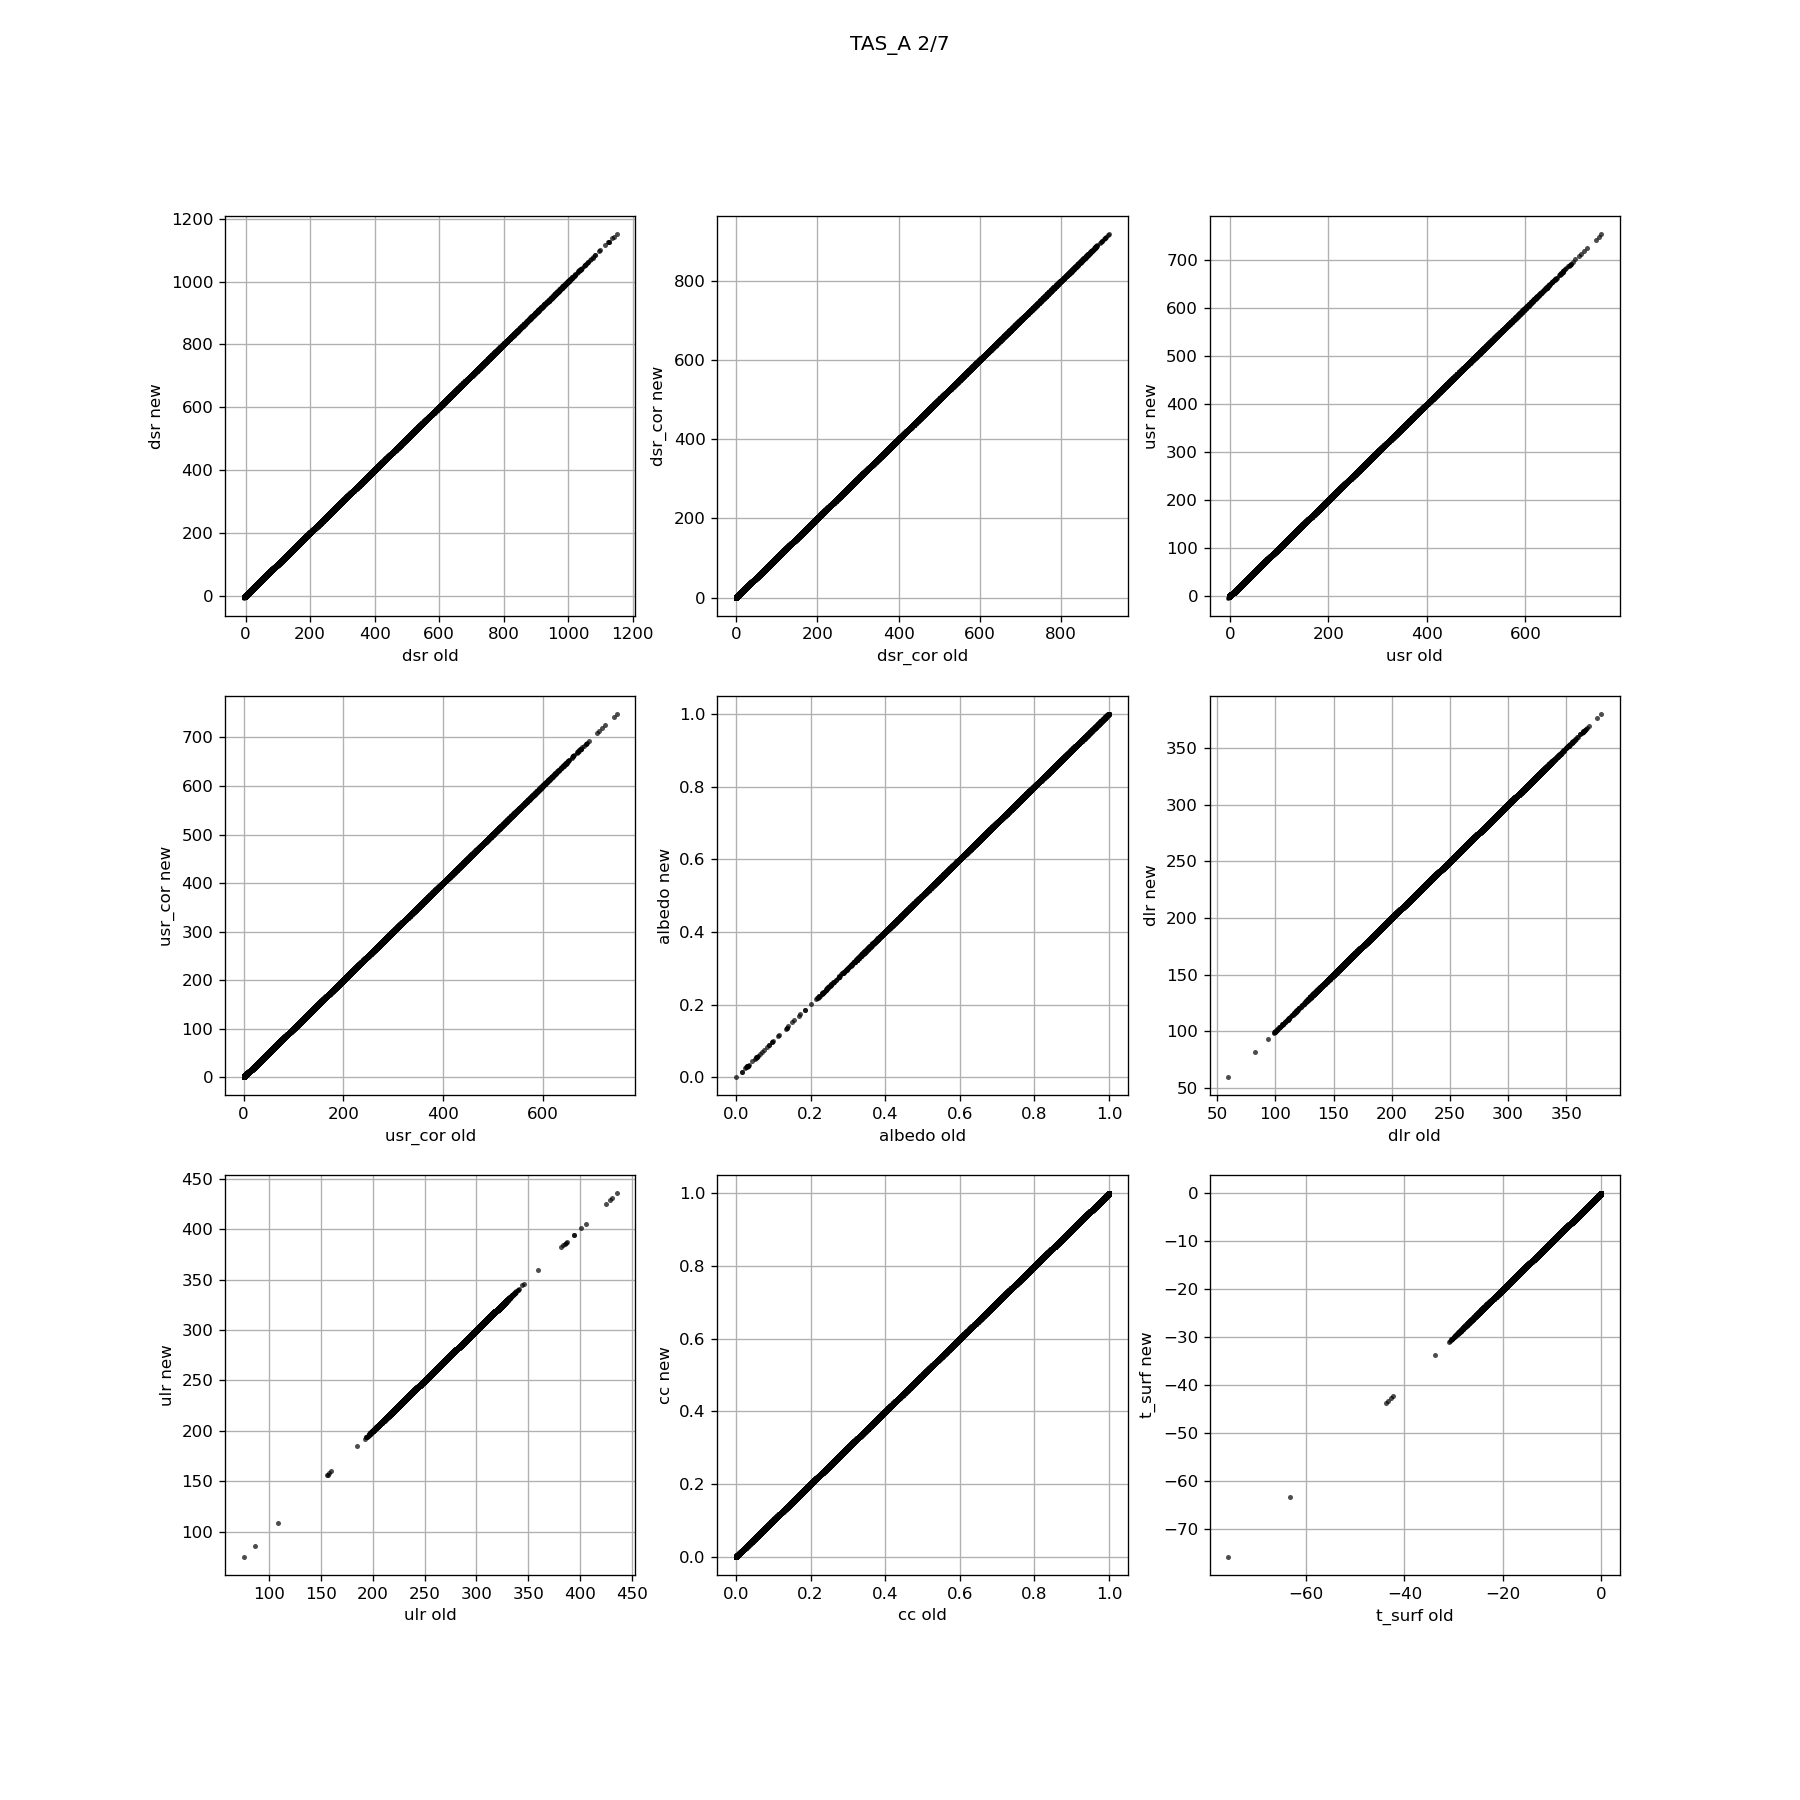 TAS_A 2/7
1200
1000
800
600
400
200
0
dsr new
0 200 400 600 800 1000 1200
dsr old
800
600
400
200
0
dsr_cor new
0 200 400 600 800
dsr_cor old
700
600
500
400
300
200
100
0
usr new
0 200 400 600
usr old
700
600
500
400
300
200
100
0
usr_cor new
0 200 400 600
usr_cor old
1.0
0.8
0.6
0.4
0.2
0.0
albedo new
0.0 0.2 0.4 0.6 0.8 1.0
albedo old
350
300
250
200
150
100
50
dlr new
50 100 150 200 250 300 350
dlr old
450
400
350
300
250
200
150
100
ulr new
100 150 200 250 300 350 400 450
ulr old
1.0
0.8
0.6
0.4
0.2
0.0
cc new
0.0 0.2 0.4 0.6 0.8 1.0
cc old
0
−10
−20
−30
−40
−50
−60
−70
t_surf new
−60 −40 −20 0
t_surf old